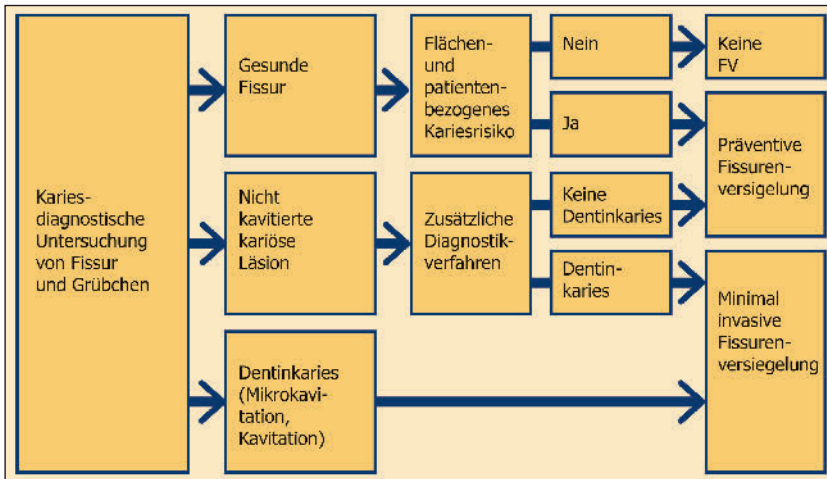 Karies-
diagnostische
Untersuchung
von Fissur
und Grübchen
Gesunde
Fissur
Flächen-
und
patienten-
bezogenes
Kariesrisiko
Nein
Keine
FV
Ja
Präventive
Fissuren-
versigelung
Nicht
kavitierte
kariöse
Läsion
Zusätzliche
Diagnostik-
verfahren
Keine
Dentinkaries
Dentin-
karies
Minimal
invasive
Fissuren-
versiegelung
Dentinkaries
(Mikrokavi-
tation,
Kavitation)